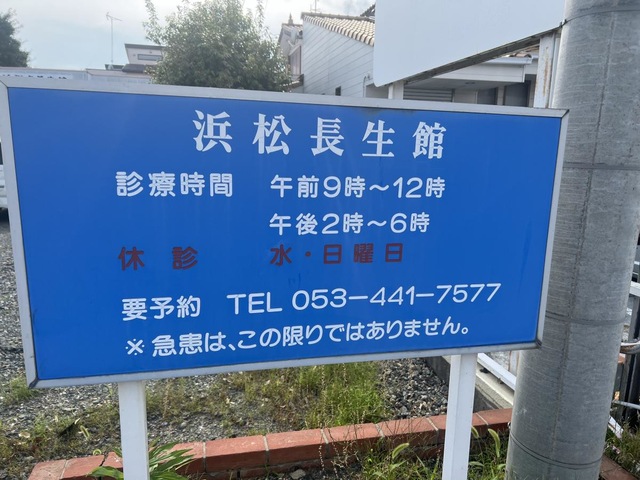 浜松長生館
診療時間 午前9時～12時
午後2時～6時
休診 水・日曜日
要予約 TEL 053-441-7577
※急患は、この限りではありません。